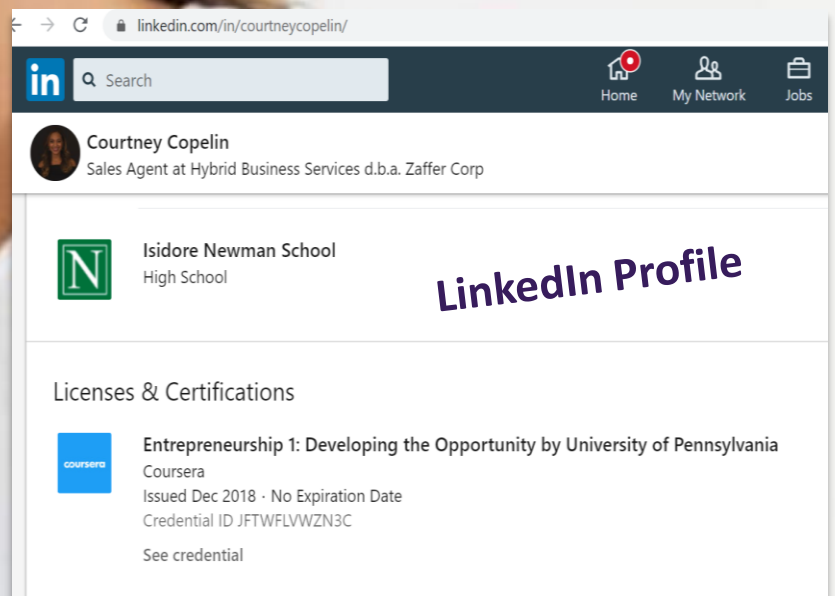 linkedin.com/in/courtneycopelin/
in
Search
Home
My Network
Jobs
Courtney Copelin
Sales Agent at Hybrid Business Services d.b.a. Zaffer Corp
N
Isidore Newman School
High School
LinkedIn Profile
Licenses & Certifications
coursera
Entrepreneurship 1: Developing the Opportunity by University of Pennsylvania
Coursera
Issued Dec 2018 · No Expiration Date
Credential ID JFTWFLVWZN3C
See credential